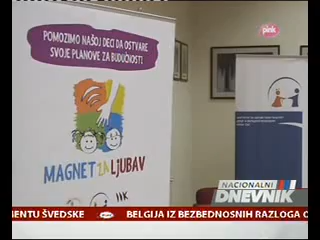 pink
POMOZIMO NAŠOJ DECI DA OSTVARE
SVOJE PLANOVE ZA BUDUĆNOST!
MAGNET ZA LJUBAV
NACIONALNI
DNEVNIK
MENTU ŠVEDSKE
BELGIJA IZ BEZBEDNOSNIH RAZLOGA O